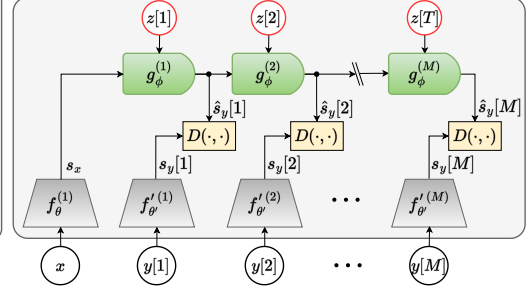 z[1] z[2] z[T]
g_ϕ^(1) g_ϕ^(2) g_ϕ^(M)
ŝ_y[1] ŝ_y[2] ŝ_y[M]
D(·,·) D(·,·) D(·,·)
s_x s_y[1] s_y[2] s_y[M]
f_θ^(1) f′_θ′^(1) f′_θ′^(2) ··· f′_θ′^(M)
x y[1] y[2] ··· y[M]